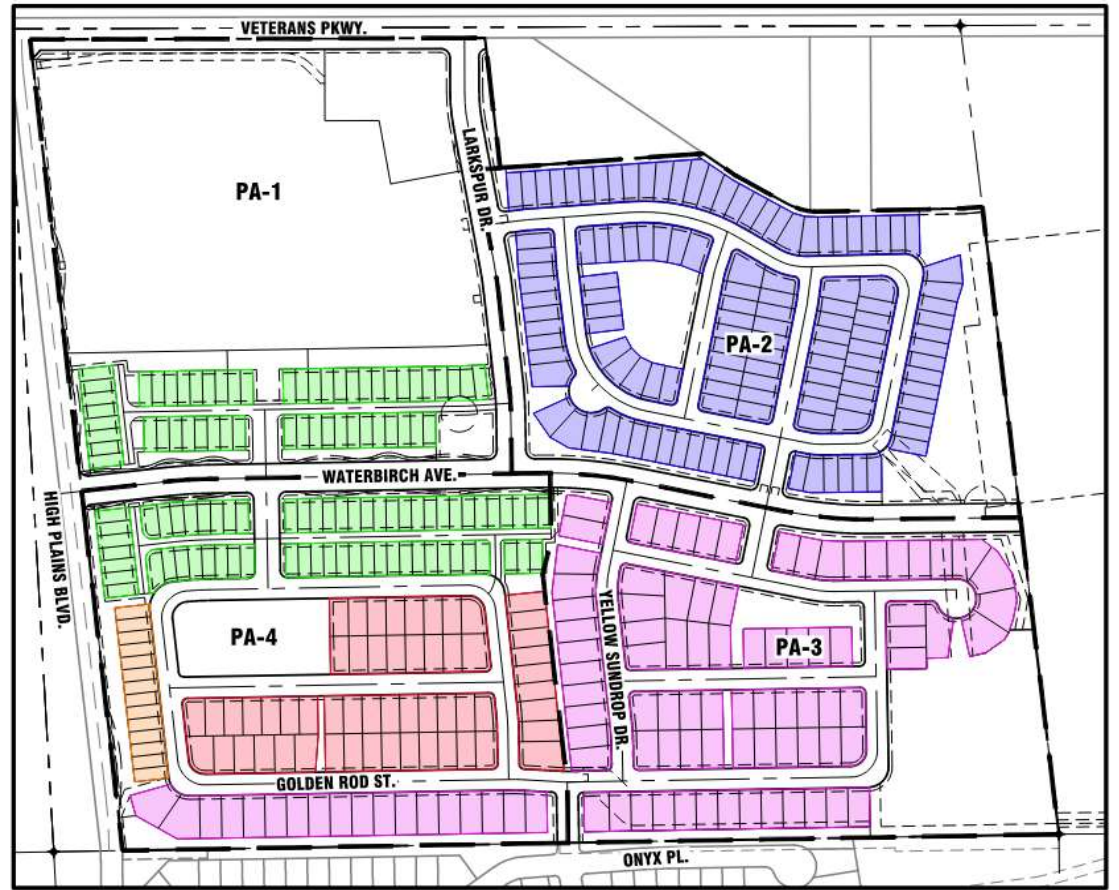 VETERANS PKWY.
LARKSPUR DR.
PA-1
PA-2
WATERBIRCH AVE.
HIGH PLAINS BLVD.
YELLOW SUNDROP DR.
PA-4
PA-3
GOLDEN ROD ST.
ONYX PL.